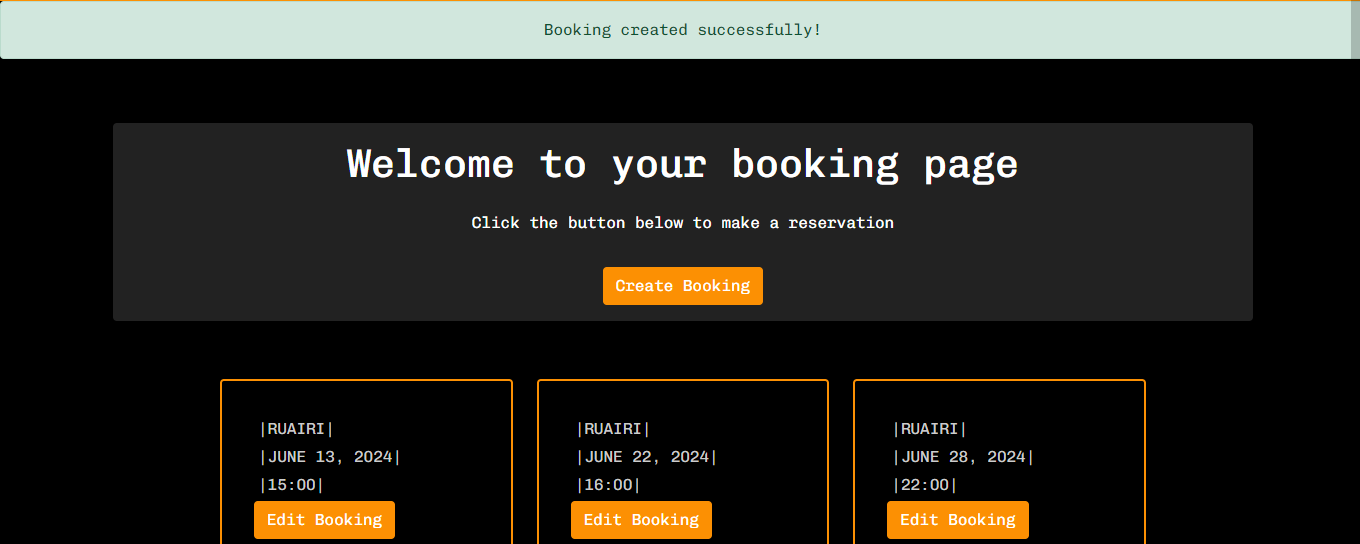 Booking created successfully!
Welcome to your booking page
Click the button below to make a reservation
Create Booking
|RUAIRI|
|JUNE 13, 2024|
|15:00|
Edit Booking
|RUAIRI|
|JUNE 22, 2024|
|16:00|
Edit Booking
|RUAIRI|
|JUNE 28, 2024|
|22:00|
Edit Booking